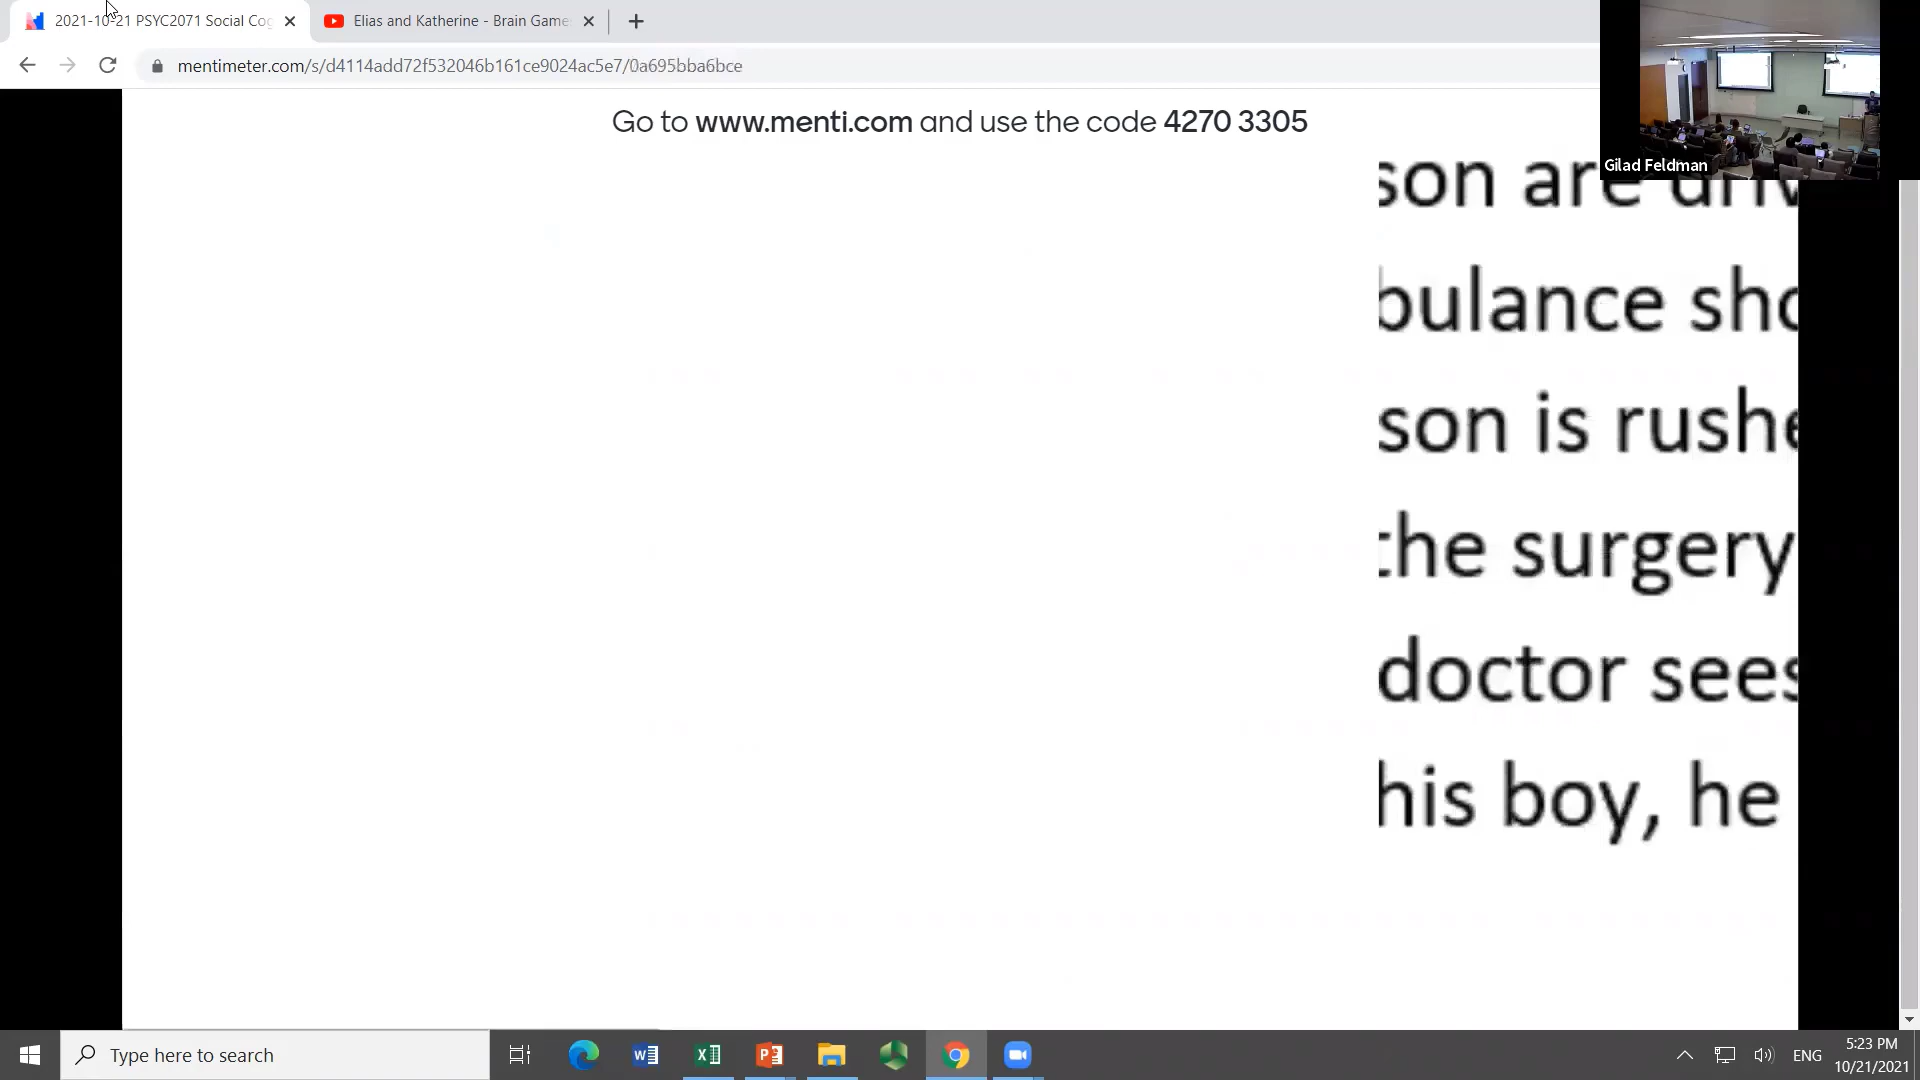 2021-10-21 PSYC2071 Social Cog
Elias and Katherine - Brain Game
mentimeter.com/s/d4114add72f532046b161ce9024ac5e7/0a695bba6bce
Go to www.menti.com and use the code 4270 3305
Gilad Feldman
son are driv
bulance sho
son is rushe
the surgery
doctor sees
his boy, he
Type here to search
ENG
5:23 PM
10/21/2021